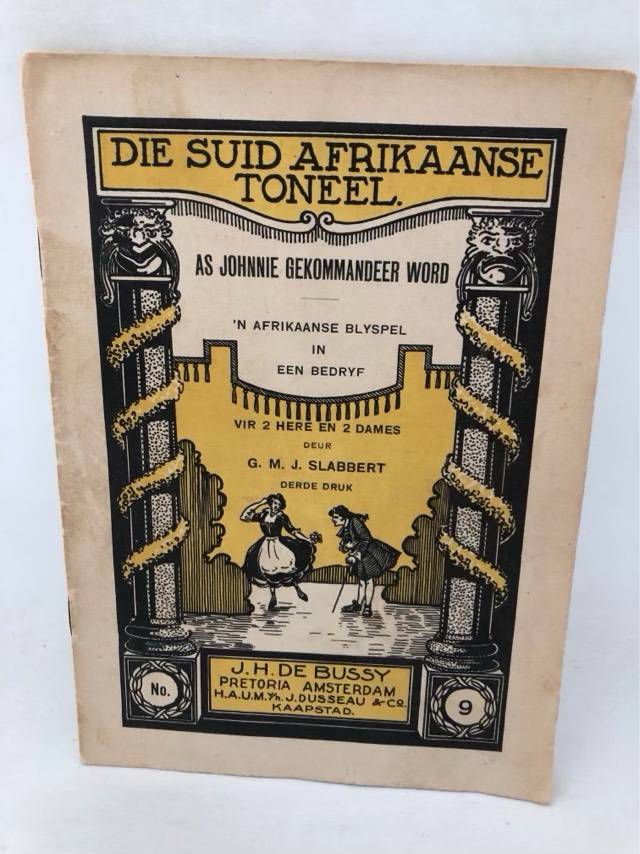 DIE SUID AFRIKAANSE
TONEEL.
AS JOHNNIE GEKOMMANDEER WORD
'N AFRIKAANSE BLYSPEL
IN
EEN BEDRYF
VIR 2 HERE EN 2 DAMES
DEUR
G. M. J. SLABBERT
DERDE DRUK
J. H. DE BUSSY
PRETORIA AMSTERDAM
H.A.U.M. V/h. J. DUSSEAU & Co.
KAAPSTAD.
No.
9